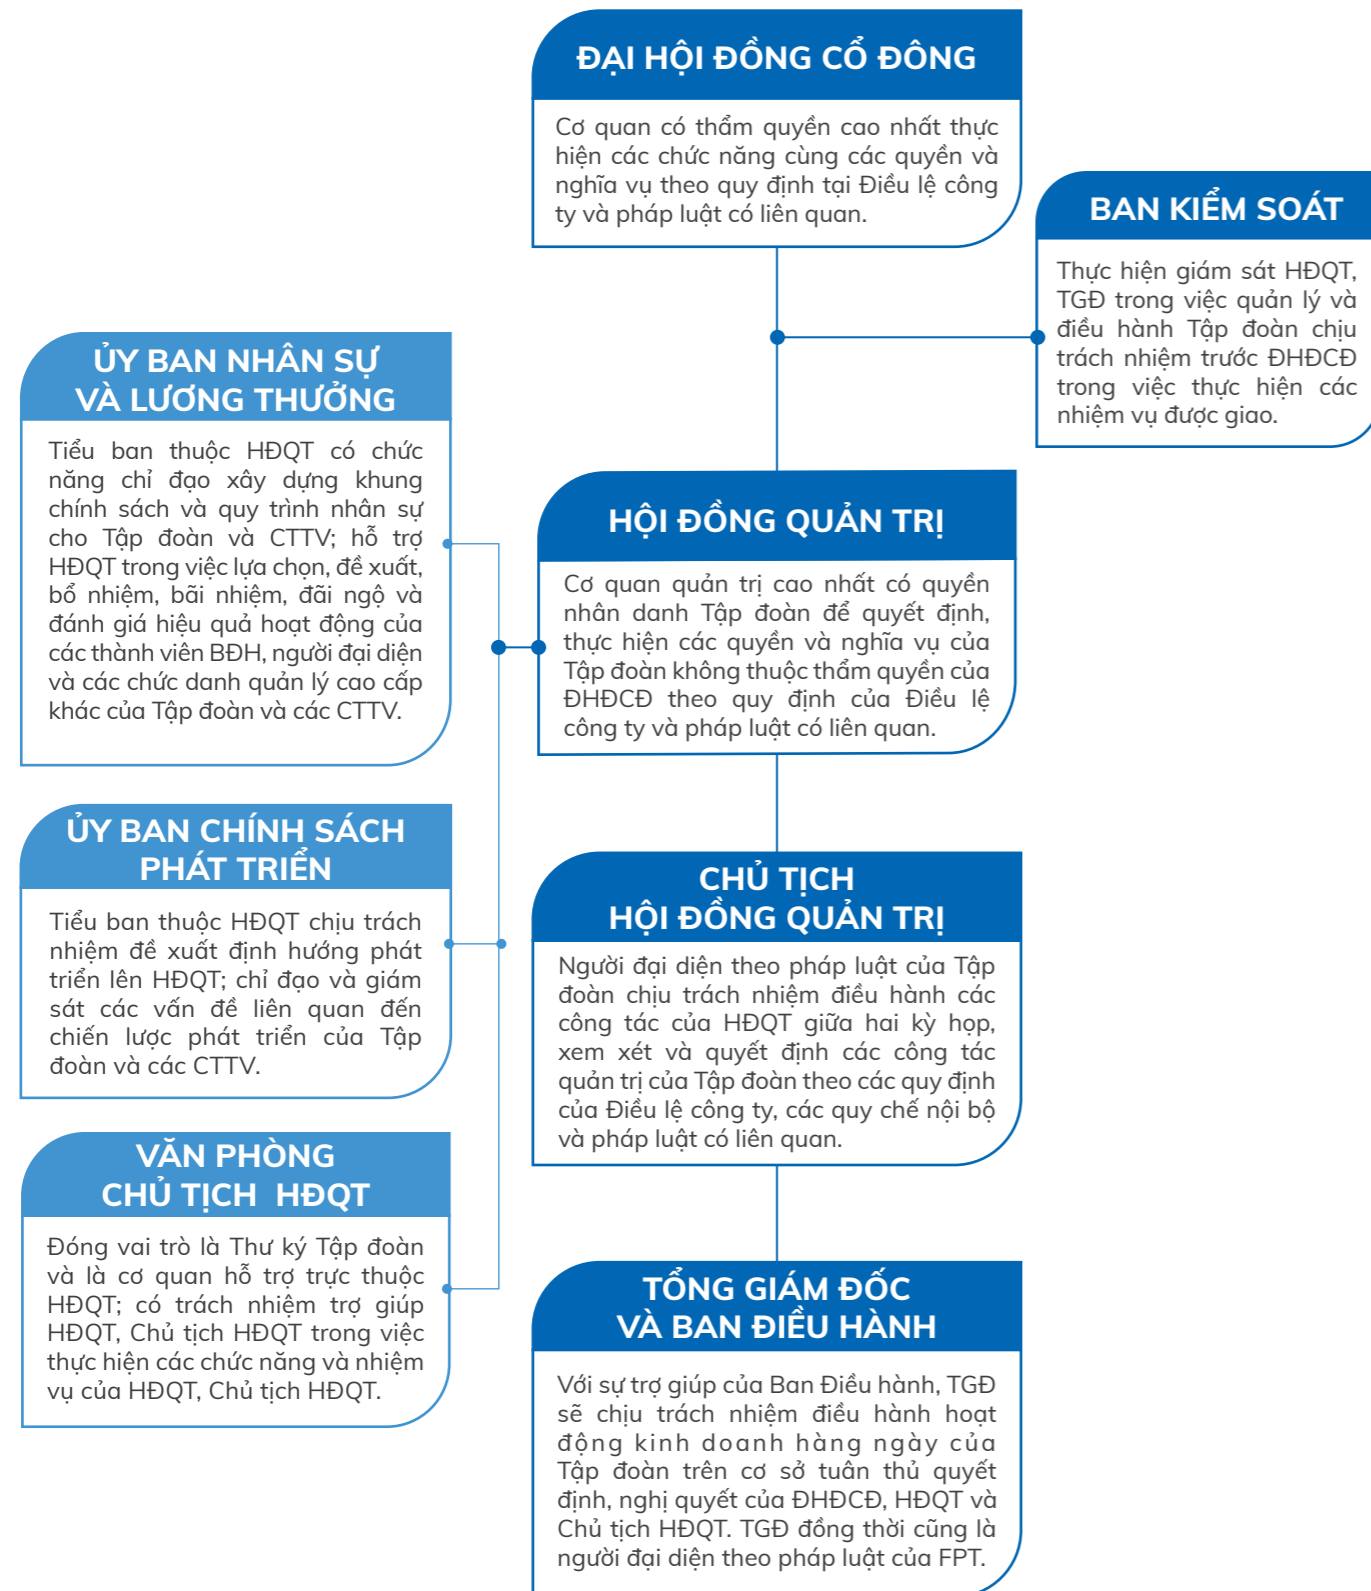 ĐẠI HỘI ĐỒNG CỔ ĐÔNG
Cơ quan có thẩm quyền cao nhất thực
hiện các chức năng cùng các quyền và
nghĩa vụ theo quy định tại Điều lệ công
ty và pháp luật có liên quan.
BAN KIỂM SOÁT
Thực hiện giám sát HĐQT,
TGĐ trong việc quản lý và
điều hành Tập đoàn chịu
trách nhiệm trước ĐHĐCĐ
trong việc thực hiện các
nhiệm vụ được giao.
ỦY BAN NHÂN SỰ
VÀ LƯƠNG THƯỞNG
Tiểu ban thuộc HĐQT có chức
năng chỉ đạo xây dựng khung
chính sách và quy trình nhân sự
cho Tập đoàn và CTTV; hỗ trợ
HĐQT trong việc lựa chọn, đề xuất,
bổ nhiệm, bãi nhiệm, đãi ngộ và
đánh giá hiệu quả hoạt động của
các thành viên BĐH, người đại diện
và các chức danh quản lý cao cấp
khác của Tập đoàn và các CTTV.
HỘI ĐỒNG QUẢN TRỊ
Cơ quan quản trị cao nhất có quyền
nhân danh Tập đoàn để quyết định,
thực hiện các quyền và nghĩa vụ của
Tập đoàn không thuộc thẩm quyền của
ĐHĐCĐ theo quy định của Điều lệ
công ty và pháp luật có liên quan.
ỦY BAN CHÍNH SÁCH
PHÁT TRIỂN
Tiểu ban thuộc HĐQT chịu trách
nhiệm đề xuất định hướng phát
triển lên HĐQT; chỉ đạo và giám
sát các vấn đề liên quan đến
chiến lược phát triển của Tập
đoàn và các CTTV.
CHỦ TỊCH
HỘI ĐỒNG QUẢN TRỊ
Người đại diện theo pháp luật của Tập
đoàn chịu trách nhiệm điều hành các
công tác của HĐQT giữa hai kỳ họp,
xem xét và quyết định các công tác
quản trị của Tập đoàn theo các quy định
của Điều lệ công ty, các quy chế nội bộ
và pháp luật có liên quan.
VĂN PHÒNG
CHỦ TỊCH HĐQT
Đóng vai trò là Thư ký Tập đoàn
và là cơ quan hỗ trợ trực thuộc
HĐQT; có trách nhiệm trợ giúp
HĐQT, Chủ tịch HĐQT trong việc
thực hiện các chức năng và nhiệm
vụ của HĐQT, Chủ tịch HĐQT.
TỔNG GIÁM ĐỐC
VÀ BAN ĐIỀU HÀNH
Với sự trợ giúp của Ban Điều hành, TGĐ
sẽ chịu trách nhiệm điều hành hoạt
động kinh doanh hàng ngày của
Tập đoàn trên cơ sở tuân thủ quyết
định, nghị quyết của ĐHĐCĐ, HĐQT và
Chủ tịch HĐQT. TGĐ đồng thời cũng là
người đại diện theo pháp luật của FPT.